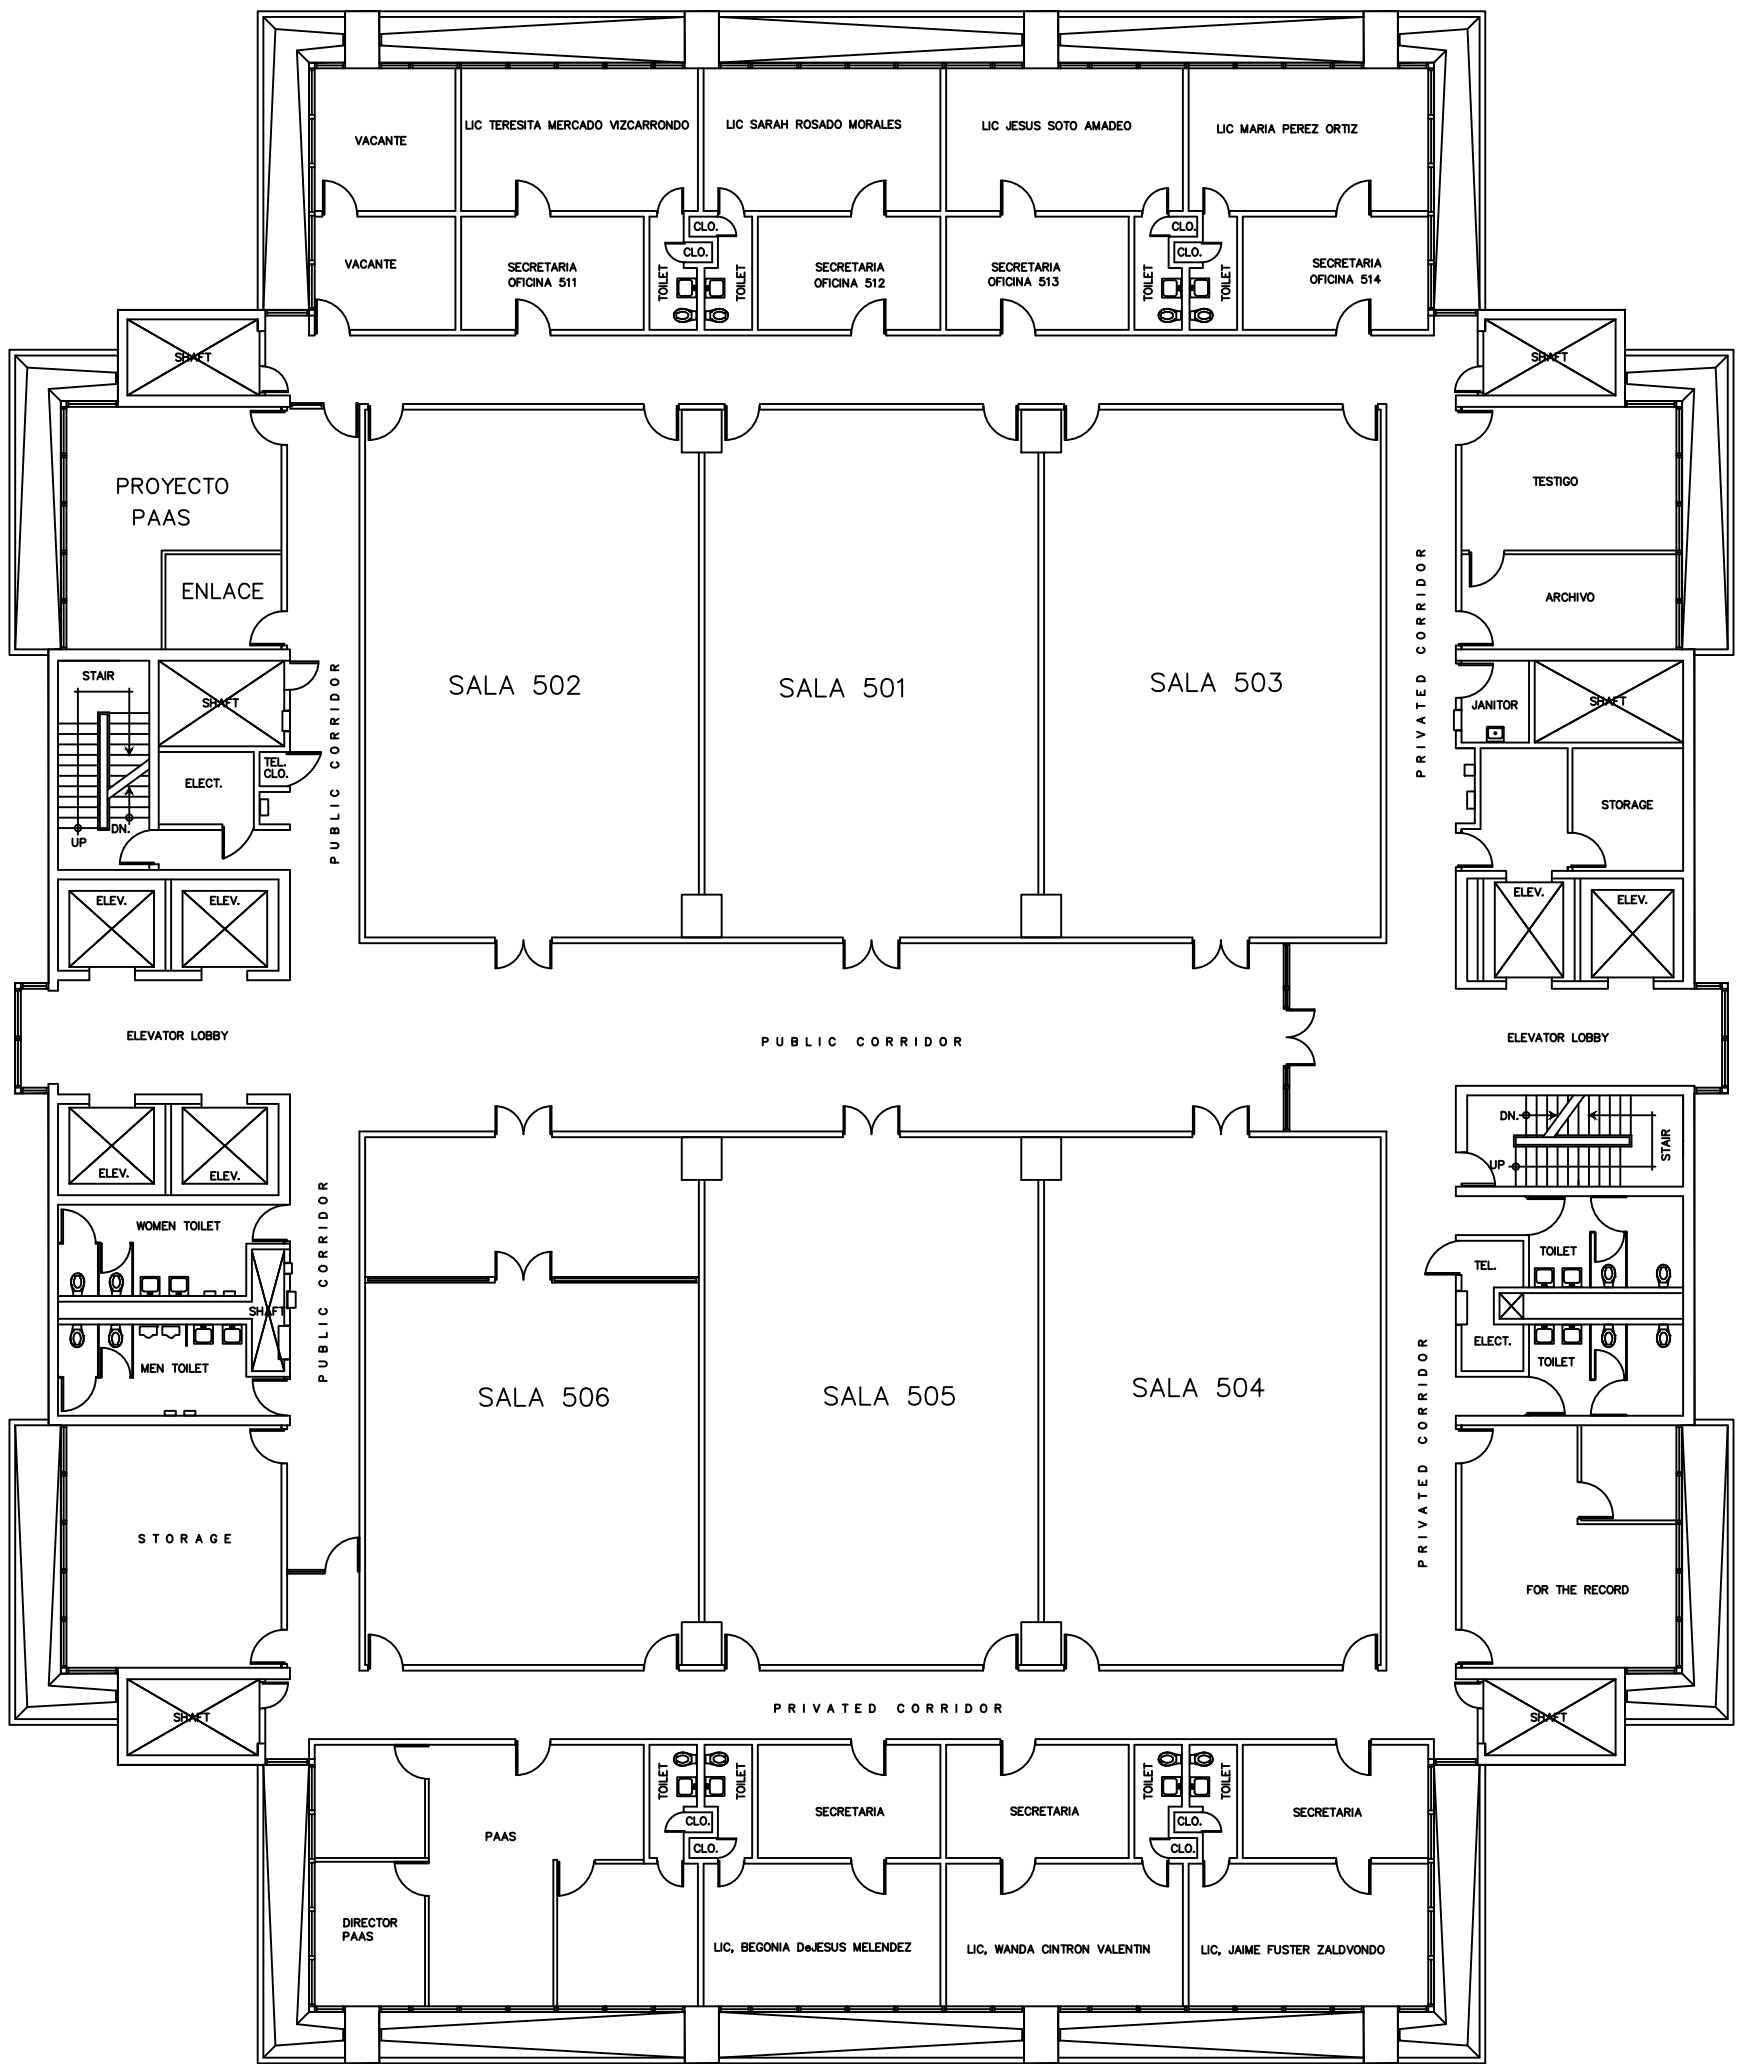 VACANTE
LIC TERESITA MERCADO VIZCARRONDO
LIC SARAH ROSADO MORALES
LIC JESUS SOTO AMADEO
LIC MARIA PEREZ ORTIZ
VACANTE
SECRETARIA
OFICINA 511
TOILET
CLO.
CLO.
TOILET
SECRETARIA
OFICINA 512
SECRETARIA
OFICINA 513
TOILET
CLO.
CLO.
TOILET
SECRETARIA
OFICINA 514
SHAFT
SHAFT
PROYECTO
PAAS
ENLACE
TESTIGO
ARCHIVO
PRIVATED CORRIDOR
STAIR
SHAFT
PUBLIC CORRIDOR
SALA 502
SALA 501
SALA 503
JANITOR
SHAFT
TEL.
CLO.
ELECT.
DN.
UP
STORAGE
ELEV.
ELEV.
ELEV.
ELEV.
ELEVATOR LOBBY
PUBLIC CORRIDOR
ELEVATOR LOBBY
ELEV.
ELEV.
DN.
UP
STAIR
WOMEN TOILET
SHAFT
MEN TOILET
PUBLIC CORRIDOR
TOILET
TEL.
ELECT.
TOILET
SALA 506
SALA 505
SALA 504
PRIVATED CORRIDOR
STORAGE
FOR THE RECORD
SHAFT
PRIVATED CORRIDOR
SHAFT
PAAS
TOILET
CLO.
CLO.
TOILET
SECRETARIA
SECRETARIA
TOILET
CLO.
CLO.
TOILET
SECRETARIA
DIRECTOR
PAAS
LIC, BEGONIA DeJESUS MELENDEZ
LIC, WANDA CINTRON VALENTIN
LIC, JAIME FUSTER ZALDVONDO